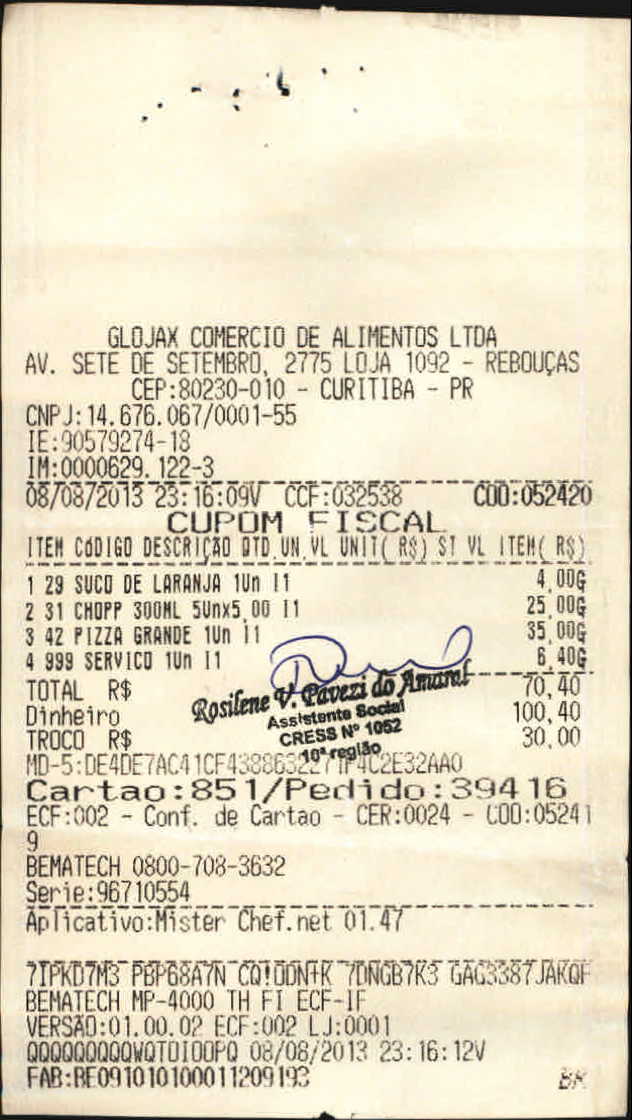 GLOJAX COMERCIO DE ALIMENTOS LTDA
AV. SETE DE SETEMBRO, 2775 LOJA 1092 - REBOUÇAS
CEP:80230-010 - CURITIBA - PR
CNPJ:14.676.067/0001-55
IE:90579274-18
IM:0000629.122-3
08/08/2013 23:16:09V CCF:032538 COO:052420
CUPOM FISCAL
ITEM CÓDIGO DESCRIÇÃO QTD.UN.VL UNIT( R$) ST VL ITEM( R$)
1 29 SUCO DE LARANJA 1Un I1 4,00G
2 31 CHOPP 300ML 5Unx5,00 I1 25,00G
3 42 PIZZA GRANDE 1Un I1 35,00G
4 999 SERVICO 1Un I1 6,40G
TOTAL R$ 70,40
Dinheiro 100,40
TROCO R$ 30,00
Rosilene V. Pavezi do Amaral
Assistente Social
CRESS Nº 1052
10ª região
Cartao:851/Pedido:39416
ECF:002 - Conf. de Cartao - CER:0024 - COO:05241
9
BEMATECH 0800-708-3632
Serie:96710554
Aplicativo:Mister Chef.net 01.47
BEMATECH MP-4000 TH FI ECF-IF
VERSÃO:01.00.02 ECF:002 LJ:0001
QQQQQQQQQWQTOIOOPQ 08/08/2013 23:16:12V
FAB:BE091010100011209193
BR